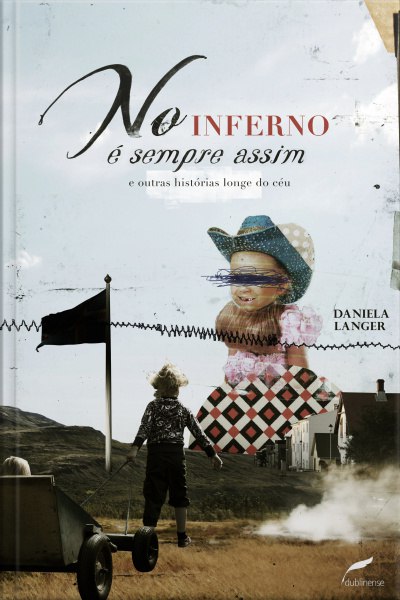 No INFERNO
é sempre assim
e outras histórias longe do céu
DANIELA
LANGER
dublinense